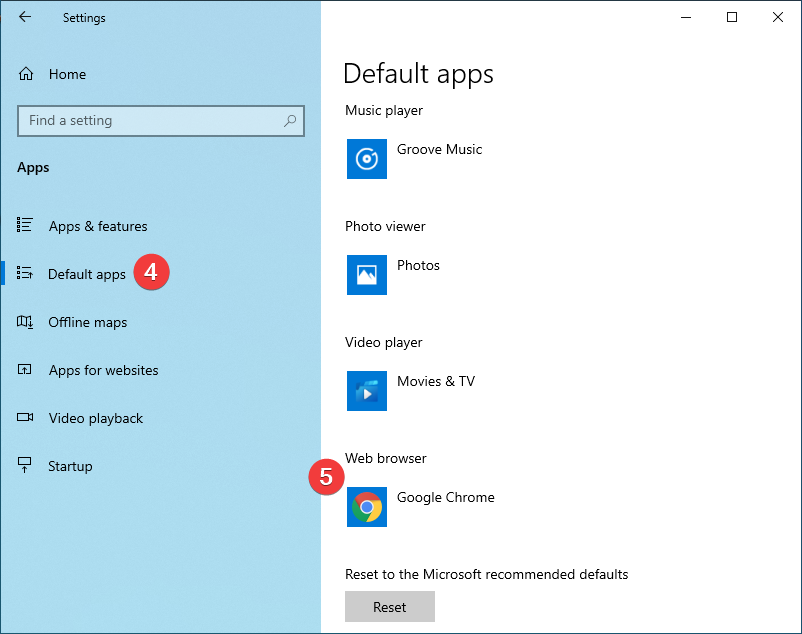 Settings
Home
Find a setting
Apps
Apps & features
Default apps 4
Offline maps
Apps for websites
Video playback
Startup
Default apps
Music player
Groove Music
Photo viewer
Photos
Video player
Movies & TV
Web browser
5
Google Chrome
Reset to the Microsoft recommended defaults
Reset